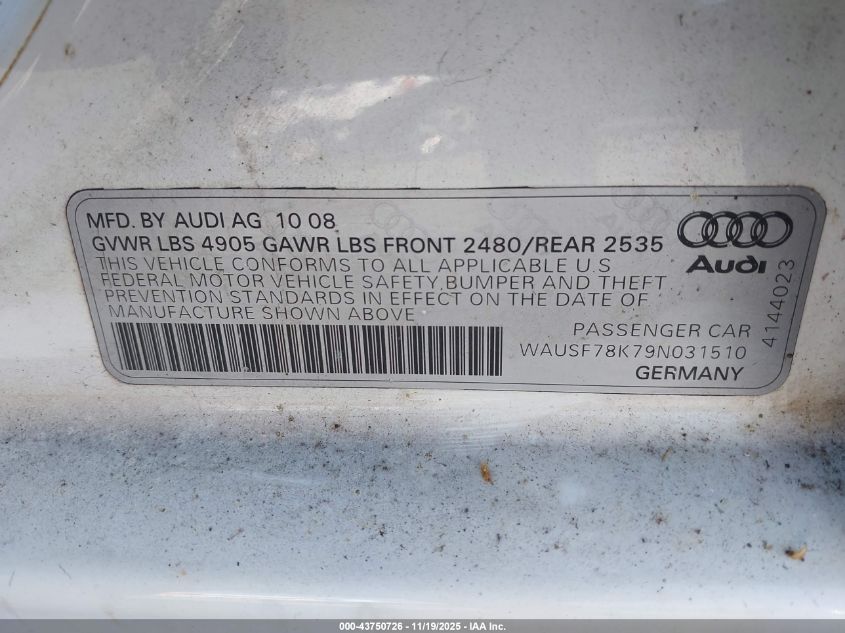 MFD. BY AUDI AG 10 08
GVWR LBS 4905 GAWR LBS FRONT 2480/REAR 2535
THIS VEHICLE CONFORMS TO ALL APPLICABLE U.S
FEDERAL MOTOR VEHICLE SAFETY,BUMPER AND THEFT
PREVENTION STANDARDS IN EFFECT ON THE DATE OF
MANUFACTURE SHOWN ABOVE
Audi
4144023
PASSENGER CAR
WAUSF78K79N031510
GERMANY
000-43750726 - 11/19/2025 - IAA Inc.